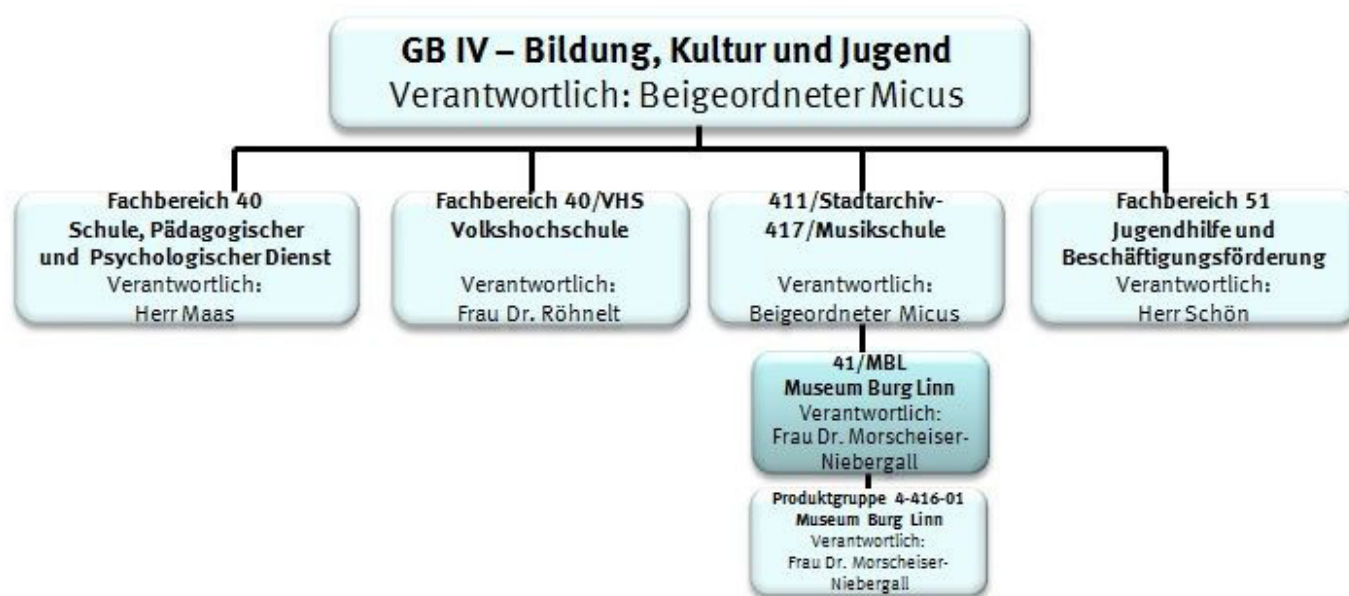 GB IV – Bildung, Kultur und Jugend
Verantwortlich: Beigeordneter Micus
Fachbereich 40
Schule, Pädagogischer
und Psychologischer Dienst
Verantwortlich:
Herr Maas
Fachbereich 40/VHS
Volkshochschule
Verantwortlich:
Frau Dr. Röhnelt
411/Stadtarchiv-
417/Musikschule
Verantwortlich:
Beigeordneter Micus
Fachbereich 51
Jugendhilfe und
Beschäftigungsförderung
Verantwortlich:
Herr Schön
41/MBL
Museum Burg Linn
Verantwortlich:
Frau Dr. Morscheiser-
Niebergall
Produktgruppe 4-416-01
Museum Burg Linn
Verantwortlich:
Frau Dr. Morscheiser-
Niebergall